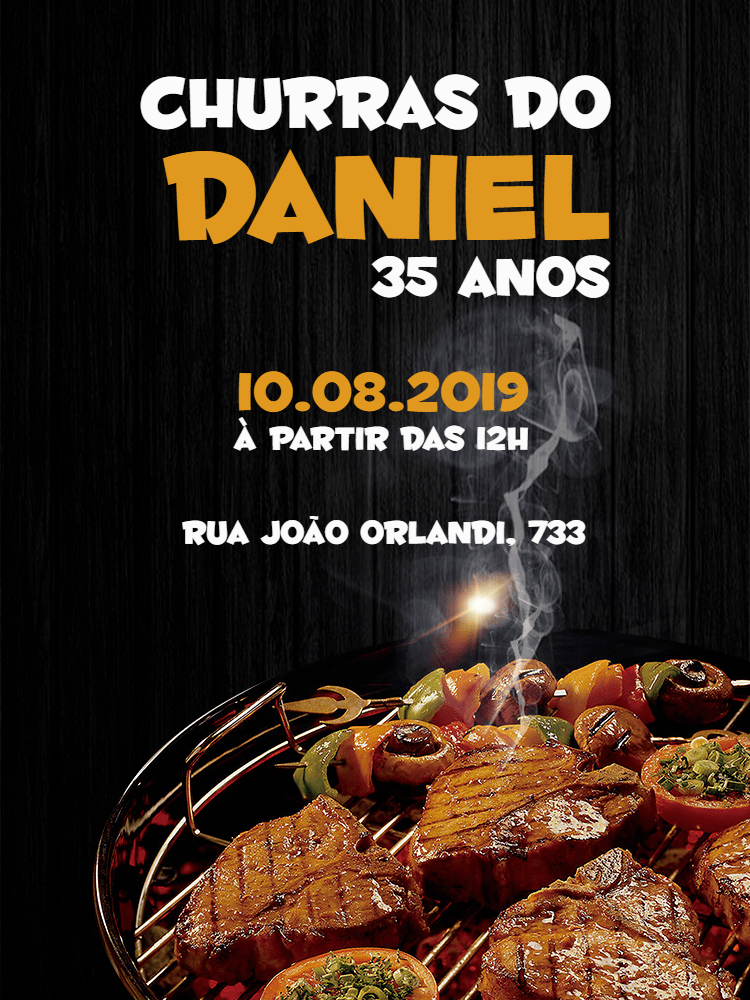 CHURRAS DO
DANIEL
35 ANOS
10.08.2019
À PARTIR DAS 12H
RUA JOÃO ORLANDI, 733